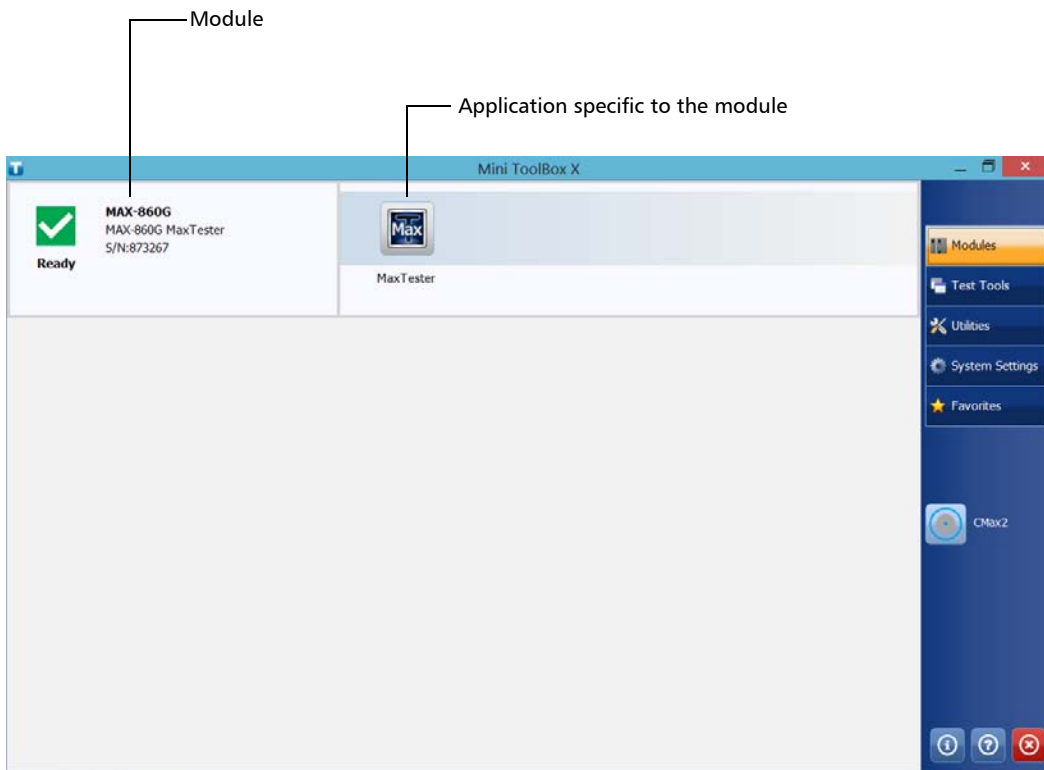 Module
Application specific to the module
Mini ToolBox X
MAX-860G
MAX-860G MaxTester
S/N:873267
Ready
Max
MaxTester
Modules
Test Tools
Utilities
System Settings
Favorites
CMax2